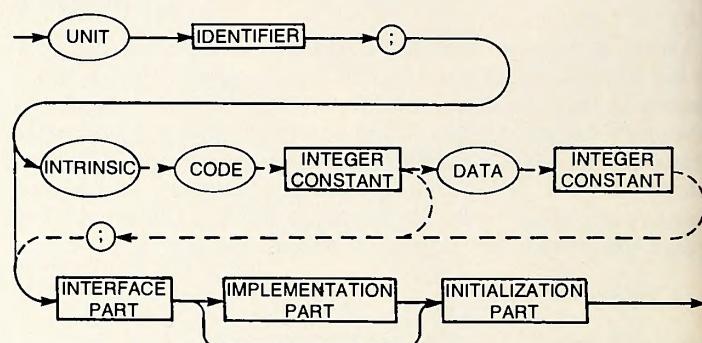 UNIT IDENTIFIER ;
INTRINSIC CODE INTEGER CONSTANT DATA INTEGER CONSTANT
;
INTERFACE PART IMPLEMENTATION PART INITIALIZATION PART